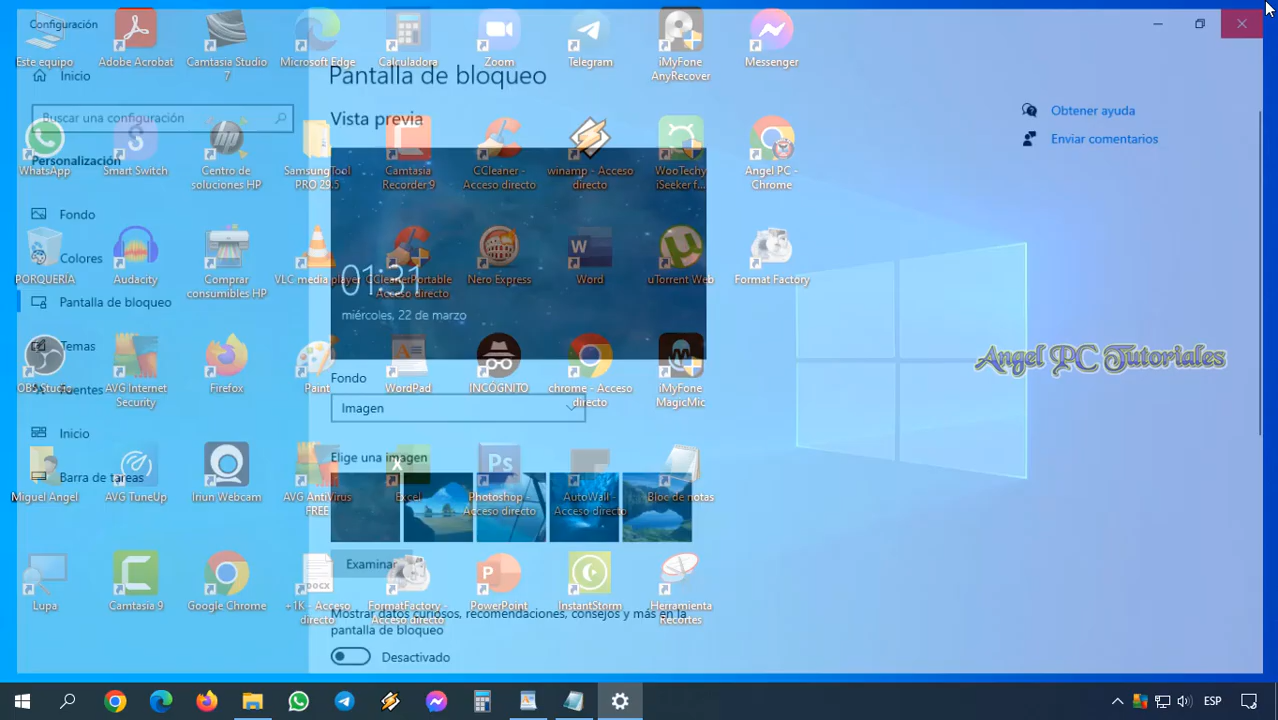 Configuración
Inicio
Buscar una configuración
Personalización
Fondo
Colores
Pantalla de bloqueo
Temas
Fuentes
Inicio
Barra de tareas
Pantalla de bloqueo
Vista previa
01:31
miércoles, 22 de marzo
Fondo
Imagen
Elige una imagen
Examinar
Mostrar datos curiosos, recomendaciones, consejos y más en la
pantalla de bloqueo
Desactivado
Obtener ayuda
Enviar comentarios
Este equipo
Adobe Acrobat
Camtasia Studio
7
Microsoft Edge
Calculadora
Zoom
Telegram
iMyFone
AnyRecover
Messenger
WhatsApp
Smart Switch
Centro de
soluciones HP
SamsungTool
PRO 29.5
Camtasia
Recorder 9
CCleaner -
Acceso directo
winamp - Acceso
directo
WooTechy
iSeeker f...
Angel PC -
Chrome
PORQUERIA
Audacity
Comprar
consumibles HP
VLC media player
CCleanerPortable
Acceso directo
Nero Express
Word
uTorrent Web
Format Factory
OBS Studio
AVG Internet
Security
Firefox
Paint
WordPad
INCOGNITO
chrome - Acceso
directo
iMyFone
MagicMic
Angel PC Tutoriales
Miguel Angel
AVG TuneUp
Iriun Webcam
AVG AntiVirus
FREE
Excel
Photoshop -
Acceso directo
AutoWall -
Acceso directo
Bloc de notas
Lupa
Camtasia 9
Google Chrome
+1K - Acceso
directo
FormatFactory -
Acceso directo
PowerPoint
InstantStorm
Herramienta
Recortes
ESP